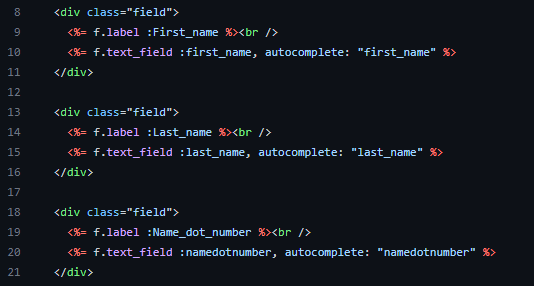 8 <div class="field">
9 <%= f.label :First_name %><br />
10 <%= f.text_field :first_name, autocomplete: "first_name" %>
11 </div>
12
13 <div class="field">
14 <%= f.label :Last_name %><br />
15 <%= f.text_field :last_name, autocomplete: "last_name" %>
16 </div>
17
18 <div class="field">
19 <%= f.label :Name_dot_number %><br />
20 <%= f.text_field :namedotnumber, autocomplete: "namedotnumber" %>
21 </div>